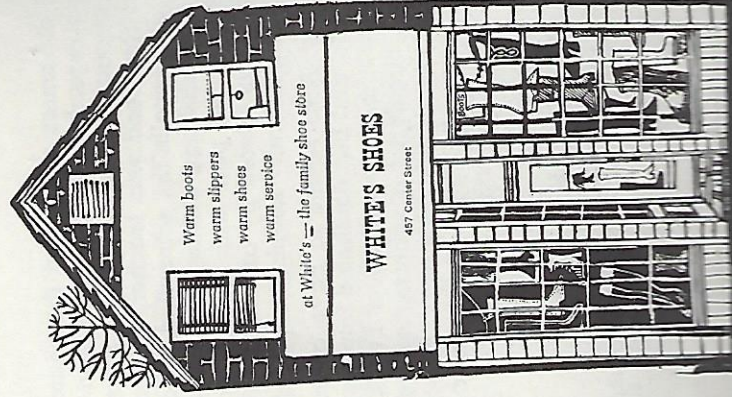 Warm boots
warm slippers
warm shoes
warm service
at White's — the family shoe store
WHITE'S SHOES
457 Center Street
BOOTS